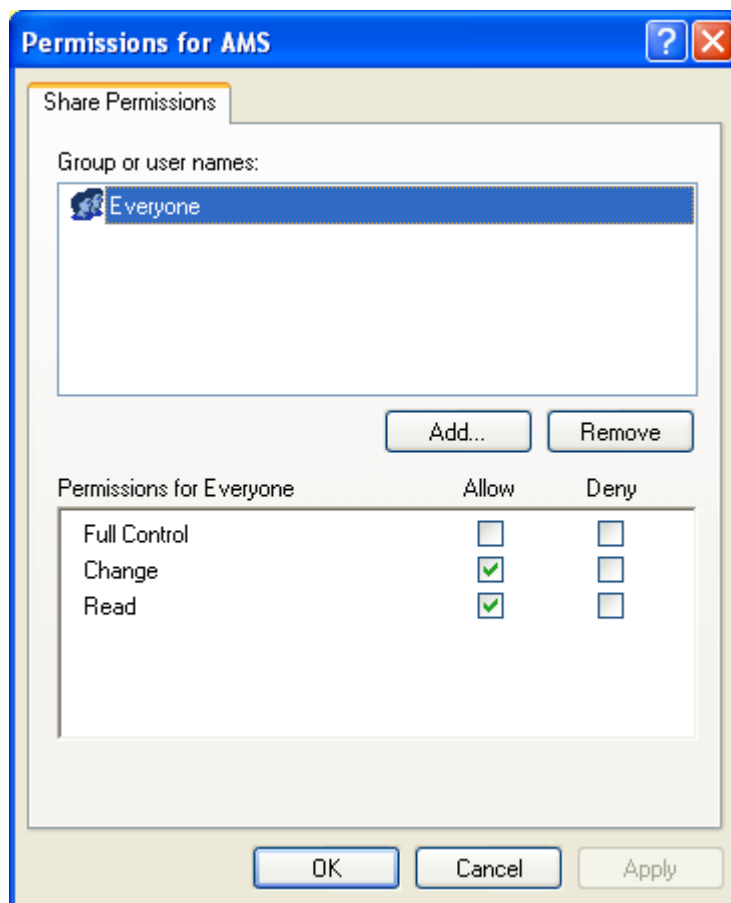 Permissions for AMS
Share Permissions
Group or user names:
Everyone
Add... Remove
Permissions for Everyone Allow Deny
Full Control
Change
Read
OK Cancel Apply